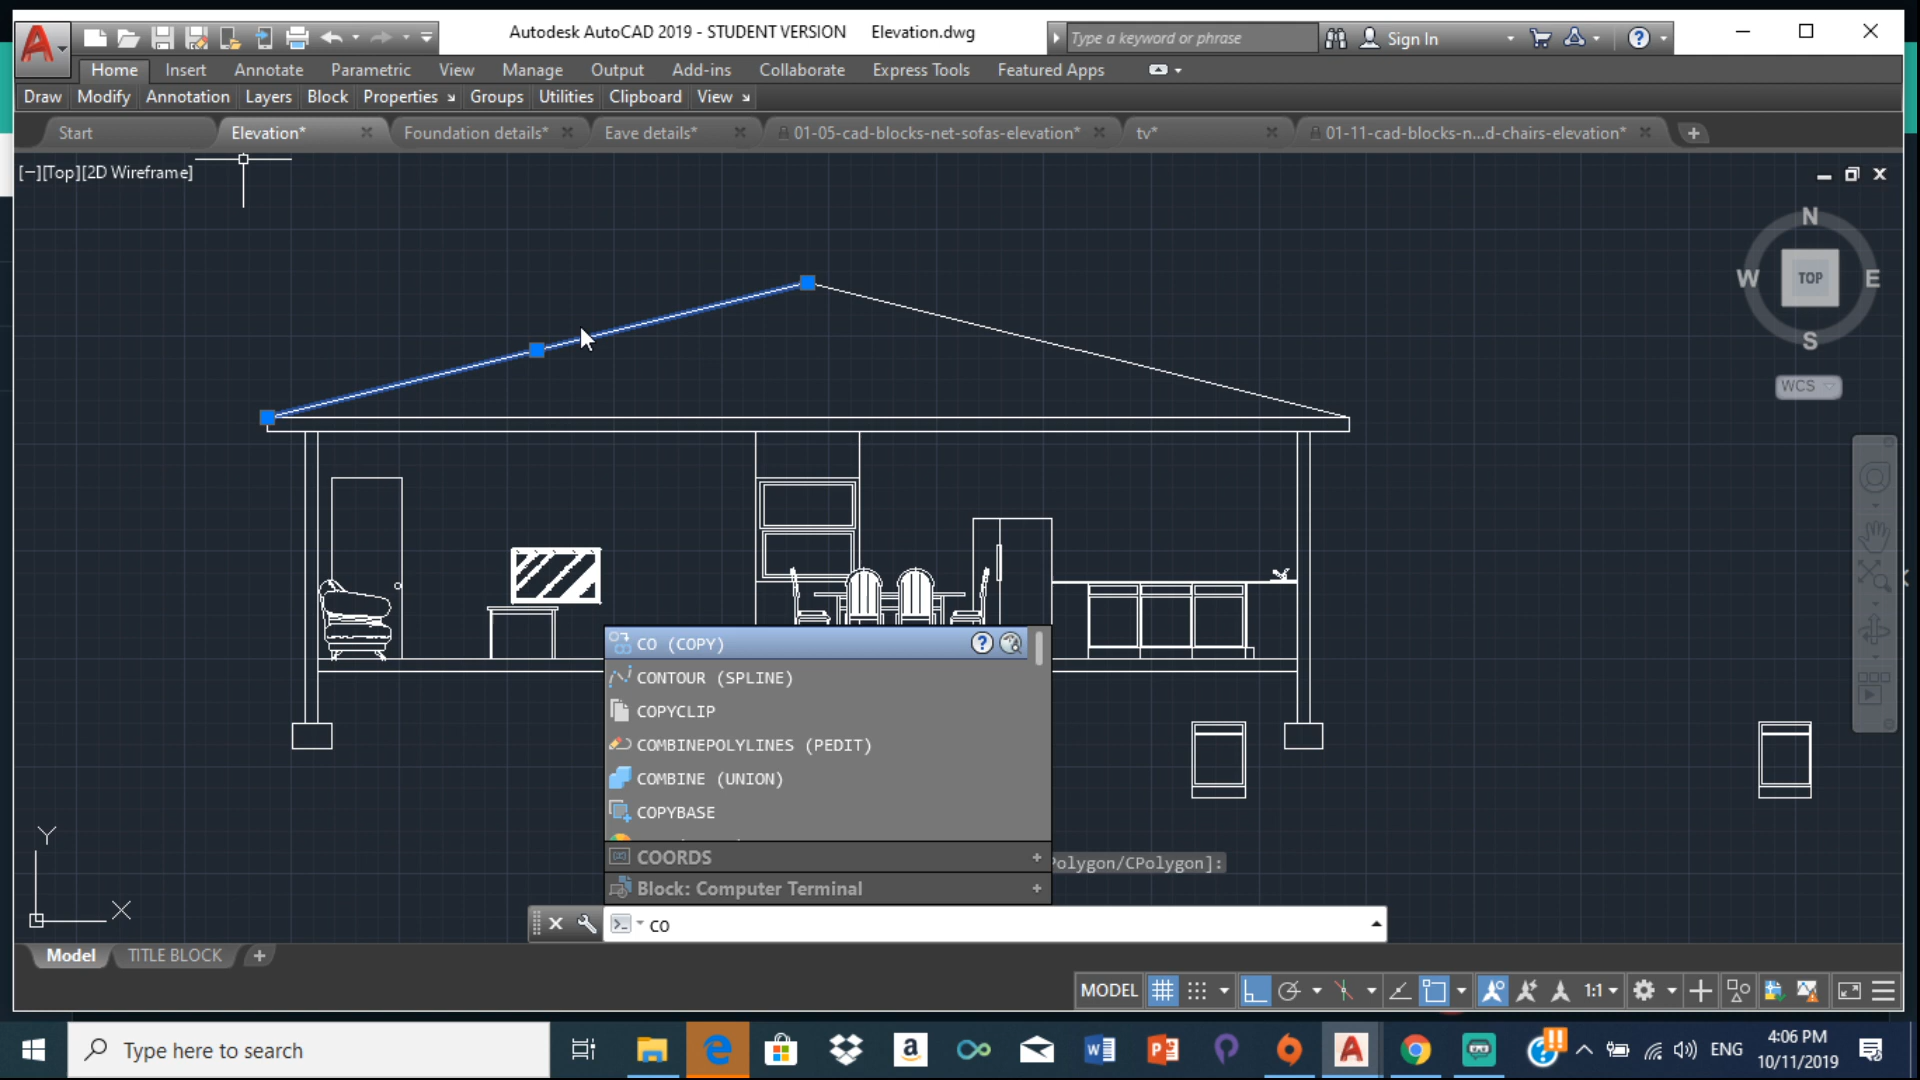 Autodesk AutoCAD 2019 - STUDENT VERSION Elevation.dwg
Type a keyword or phrase
Sign In
Home Insert Annotate Parametric View Manage Output Add-ins Collaborate Express Tools Featured Apps
Draw Modify Annotation Layers Block Properties Groups Utilities Clipboard View
Start Elevation* Foundation details* Eave details* 01-05-cad-blocks-net-sofas-elevation* tv* 01-11-cad-blocks-n...d-chairs-elevation*
[−][Top][2D Wireframe]
N
W TOP E
S
WCS
CO (COPY)
CONTOUR (SPLINE)
COPYCLIP
COMBINEPOLYLINES (PEDIT)
COMBINE (UNION)
COPYBASE
COORDS
Block: Computer Terminal
Polygon/CPolygon]:
CO
Y
X
Model TITLE BLOCK
MODEL 1:1
Type here to search
ENG
4:06 PM
10/11/2019